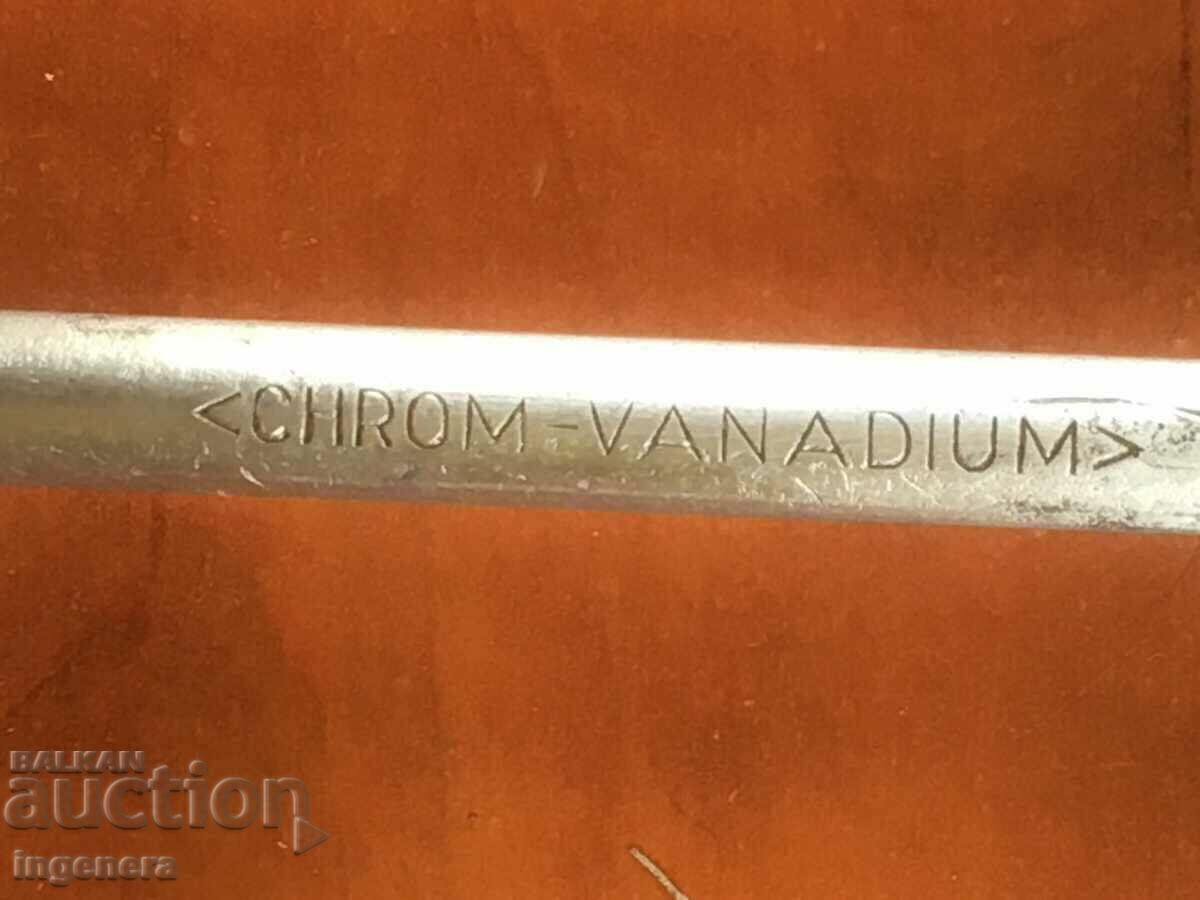 <CHROM-VANADIUM>
BALKAN
auction
ingenera